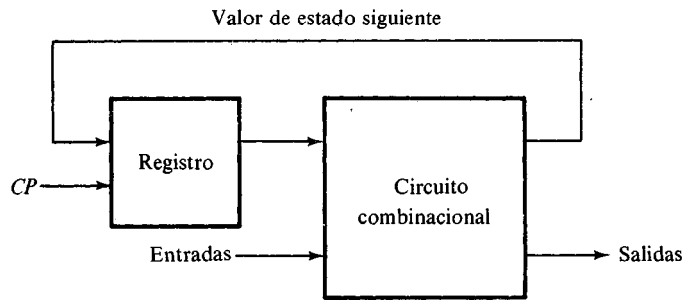 Valor de estado siguiente
Registro
CP
Circuito
combinacional
Entradas
Salidas